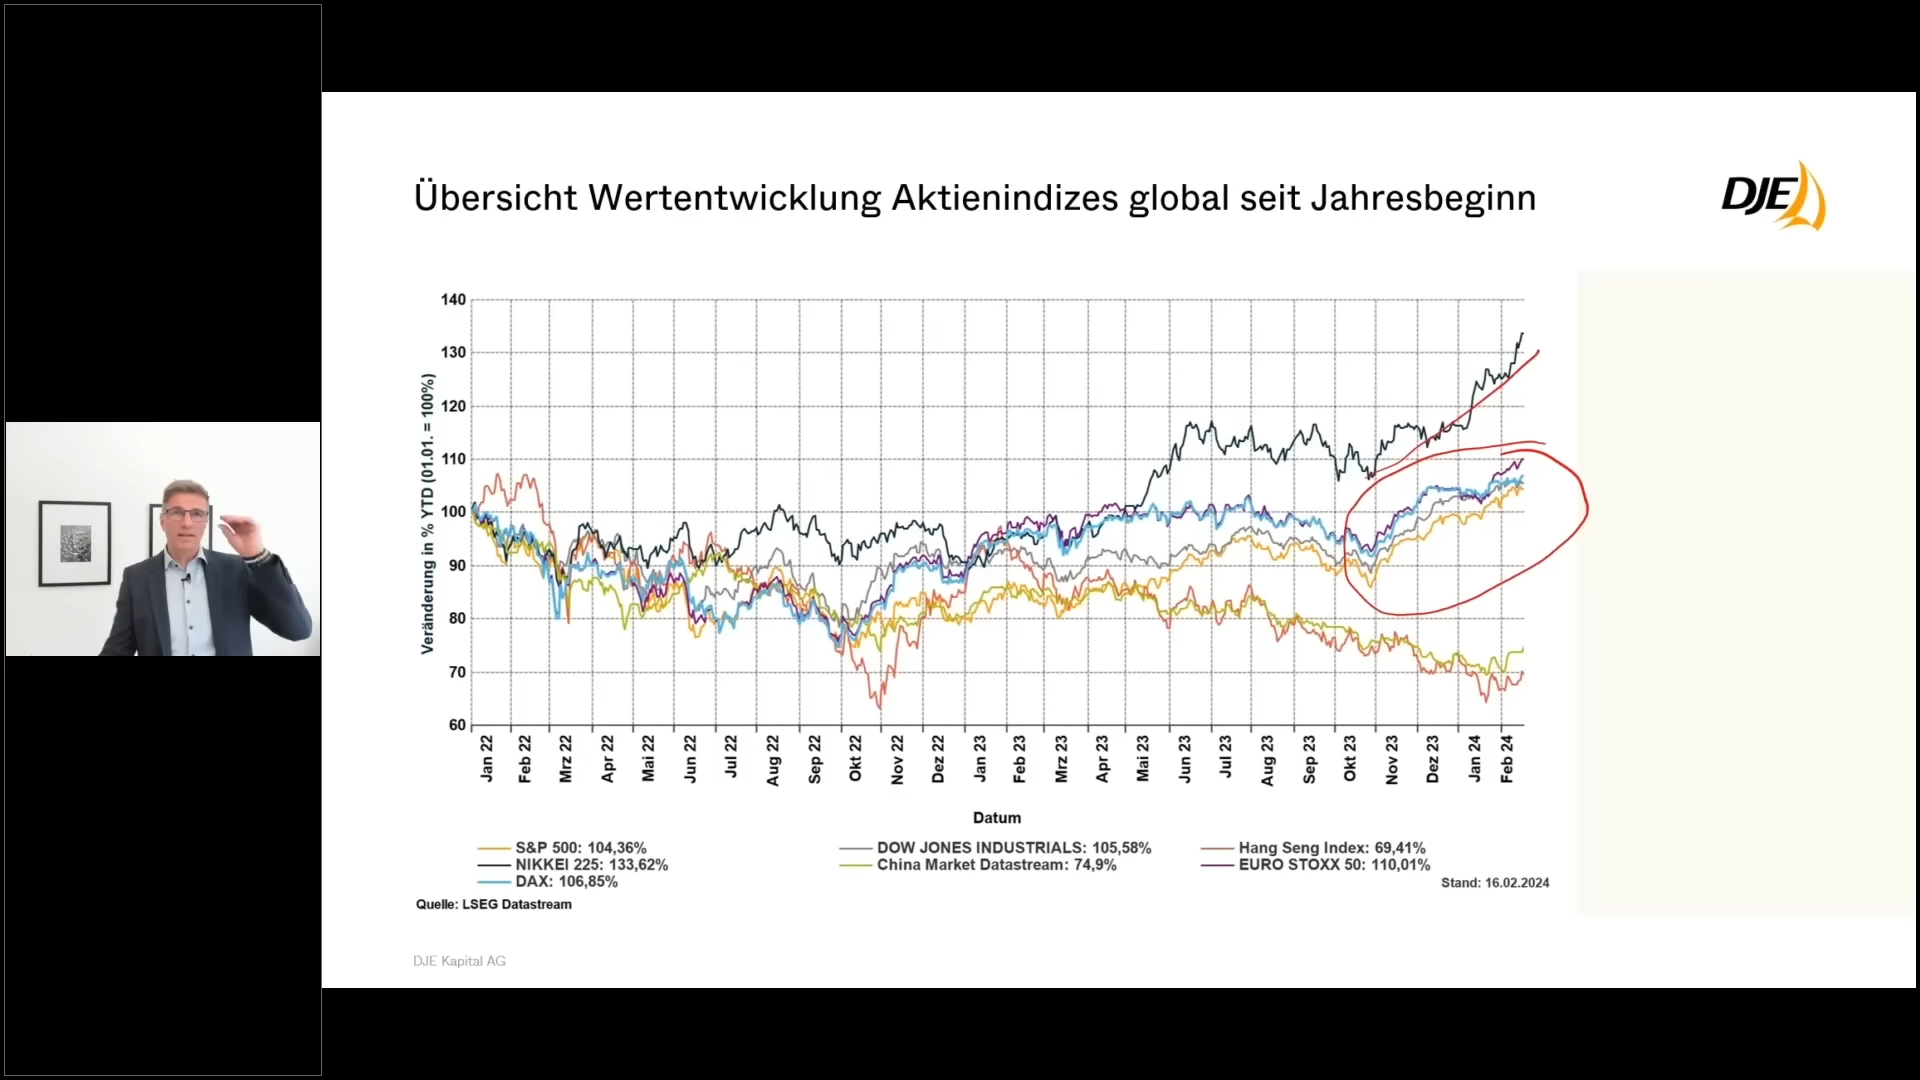 Übersicht Wertentwicklung Aktienindizes global seit Jahresbeginn
DJE
Veränderung in % YTD (01.01. = 100%)
140
130
120
110
100
90
80
70
60
Jan 22
Feb 22
Mrz 22
Apr 22
Mai 22
Jun 22
Jul 22
Aug 22
Sep 22
Okt 22
Nov 22
Dez 22
Jan 23
Feb 23
Mrz 23
Apr 23
Mai 23
Jun 23
Jul 23
Aug 23
Sep 23
Okt 23
Nov 23
Dez 23
Jan 24
Feb 24
Datum
S&P 500: 104,36%
DOW JONES INDUSTRIALS: 105,58%
Hang Seng Index: 69,41%
NIKKEI 225: 133,62%
China Market Datastream: 74,9%
EURO STOXX 50: 110,01%
DAX: 106,85%
Stand: 16.02.2024
Quelle: LSEG Datastream
DJE Kapital AG